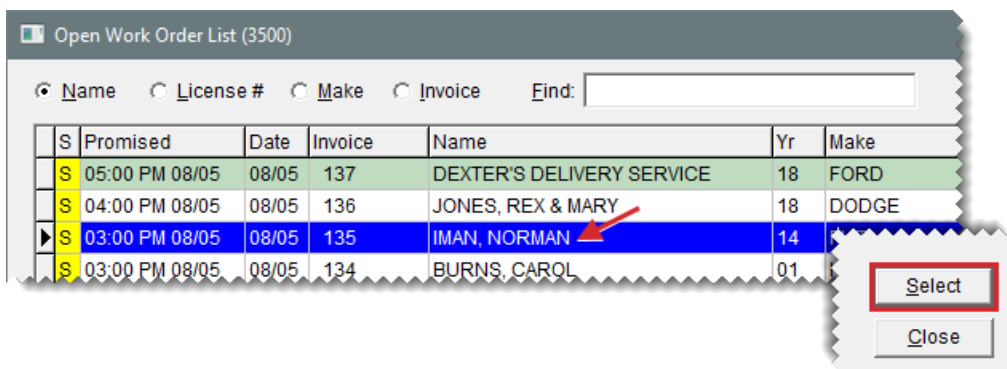 Open Work Order List (3500)
Name License # Make Invoice Find:
S Promised Date Invoice Name Yr Make
S 05:00 PM 08/05 08/05 137 DEXTER'S DELIVERY SERVICE 18 FORD
S 04:00 PM 08/05 08/05 136 JONES, REX & MARY 18 DODGE
S 03:00 PM 08/05 08/05 135 IMAN, NORMAN 14
S 03:00 PM 08/05 08/05 134 BURNS, CAROL 01
Select
Close